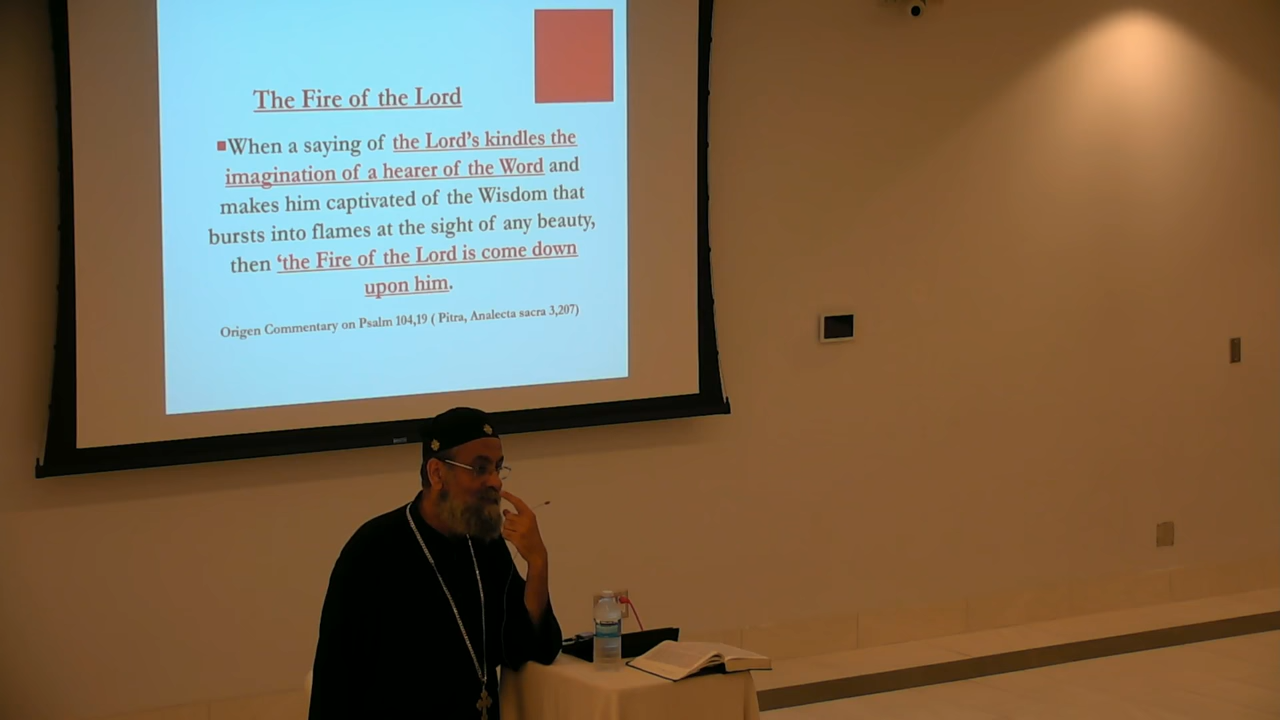 The Fire of the Lord
When a saying of the Lord's kindles the
imagination of a hearer of the Word and
makes him captivated of the Wisdom that
bursts into flames at the sight of any beauty,
then ‘the Fire of the Lord is come down
upon him.
Origen Commentary on Psalm 104,19 ( Pitra, Analecta sacra 3,207)